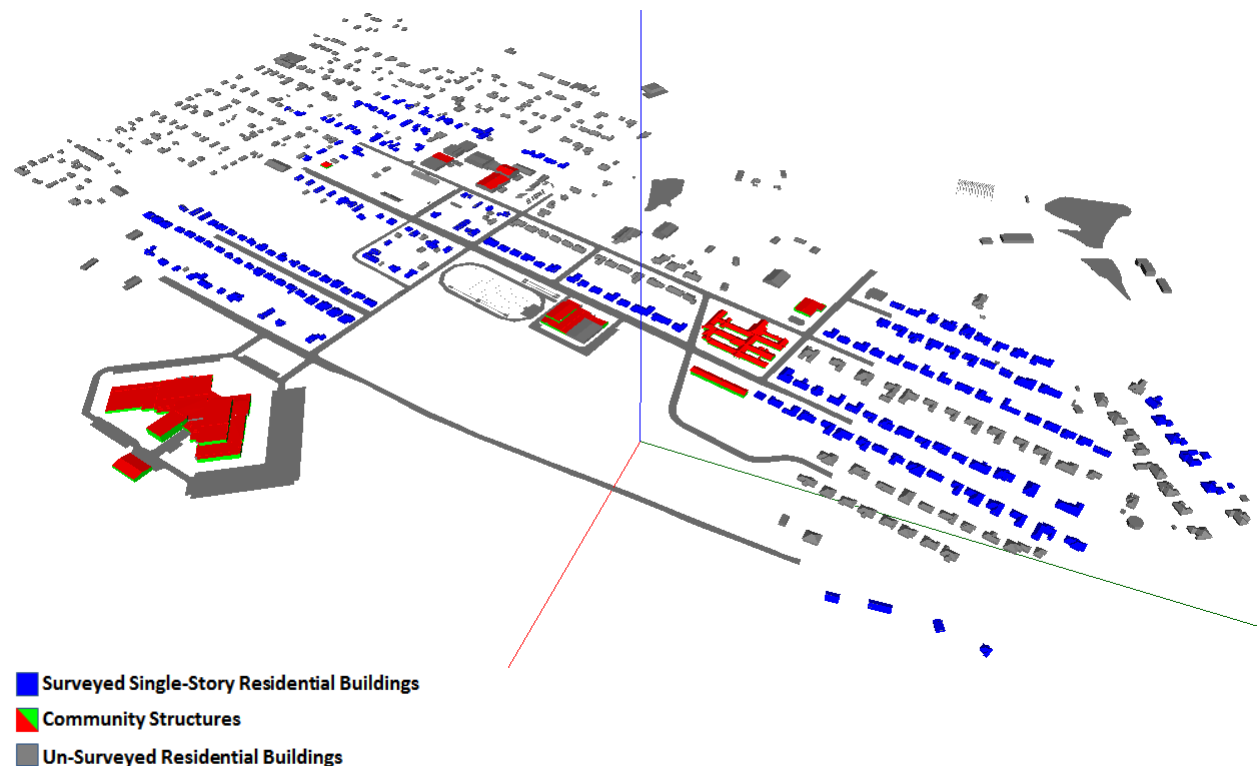 Surveyed Single-Story Residential Buildings
Community Structures
Un-Surveyed Residential Buildings